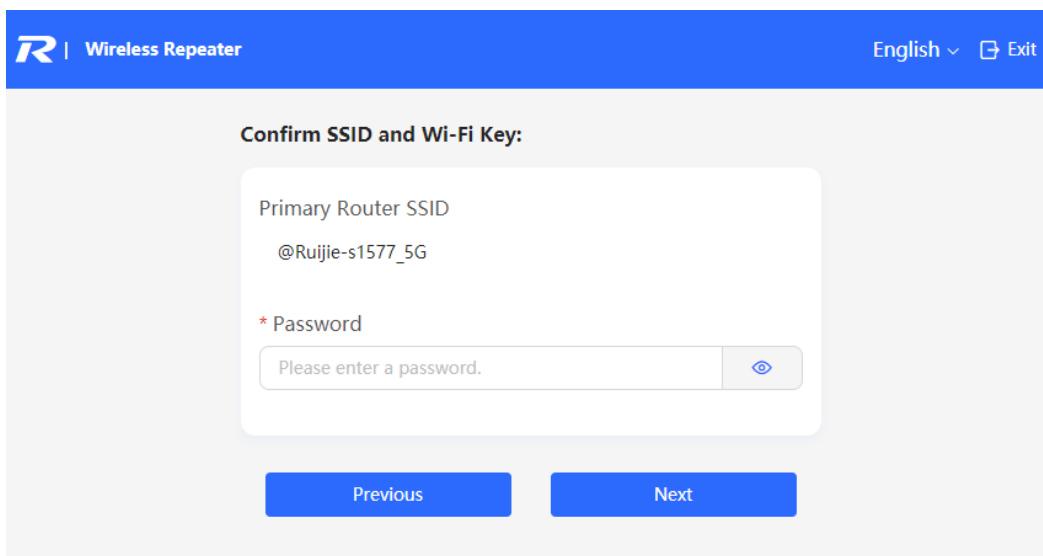 R | Wireless Repeater English Exit
Confirm SSID and Wi-Fi Key:
Primary Router SSID
@Ruijie-s1577_5G
* Password
Please enter a password.
Previous Next